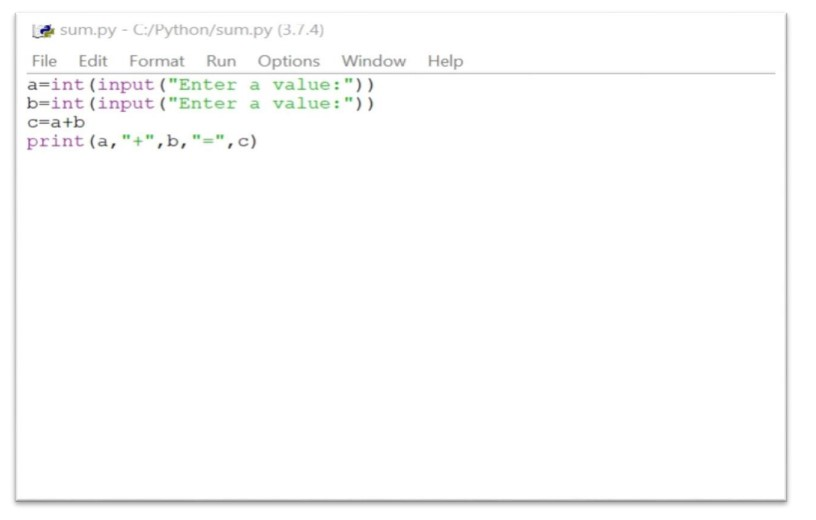 sum.py - C:/Python/sum.py (3.7.4)
File Edit Format Run Options Window Help
a=int(input("Enter a value:"))
b=int(input("Enter a value:"))
c=a+b
print(a,"+",b,"=",c)